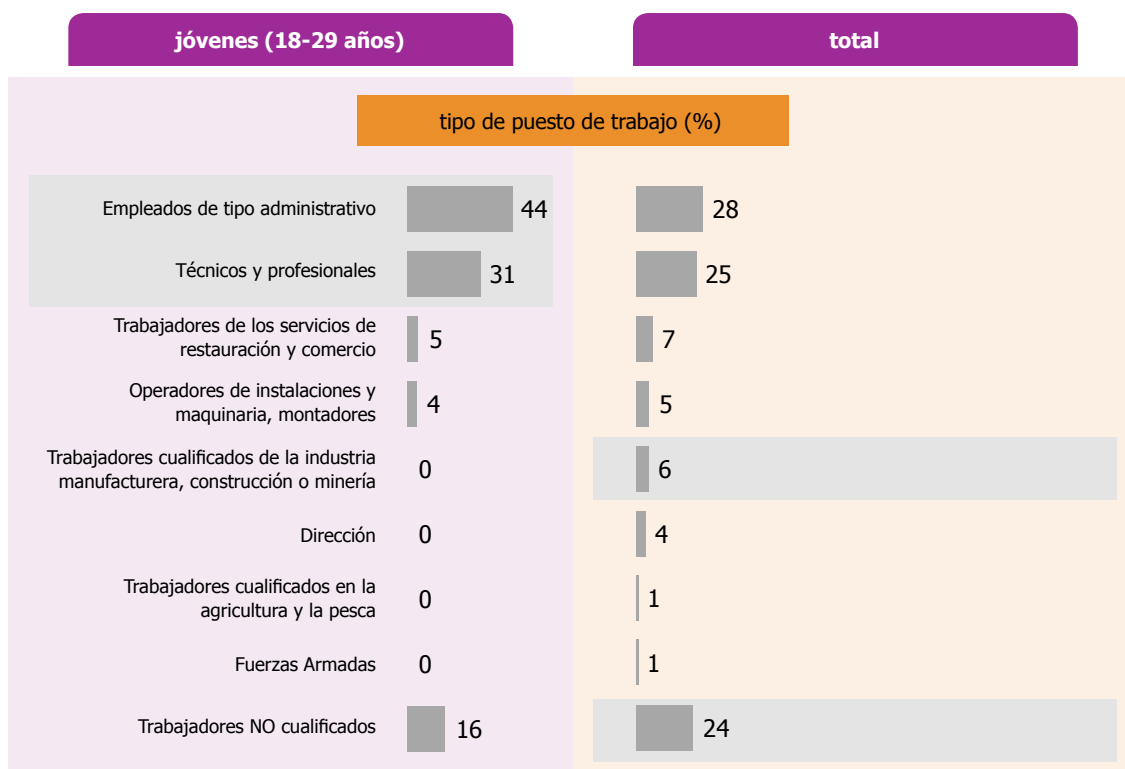 jóvenes (18-29 años)
total
tipo de puesto de trabajo (%)
Empleados de tipo administrativo 44 28
Técnicos y profesionales 31 25
Trabajadores de los servicios de
restauración y comercio 5 7
Operadores de instalaciones y
maquinaria, montadores 4 5
Trabajadores cualificados de la industria
manufacturera, construcción o minería 0 6
Dirección 0 4
Trabajadores cualificados en la
agricultura y la pesca 0 1
Fuerzas Armadas 0 1
Trabajadores NO cualificados 16 24